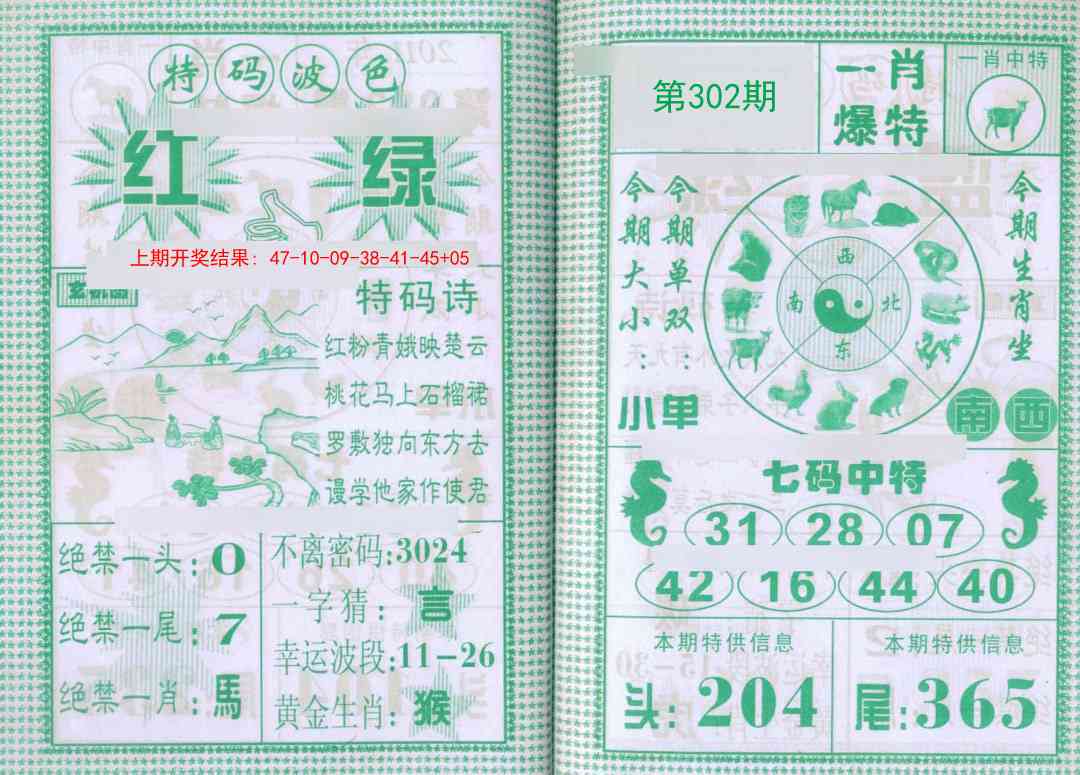 特码波色
红 绿
上期开奖结果: 47-10-09-38-41-45+05
玄机图
特码诗
红粉青娥映楚云
桃花马上石榴裙
罗敷独向东方去
谩学他家作使君
绝禁一头:0
绝禁一尾:7
绝禁一肖:馬
不离密码:3024
一字猜:言
幸运波段:11-26
黄金生肖:猴
第302期
一肖
爆特
一肖中特
今期大小:
今期单双:
小单
西
南 北
东
今期生肖坐
南西
七码中特
31 28 07
42 16 44 40
本期特供信息
头:204
本期特供信息
尾:365